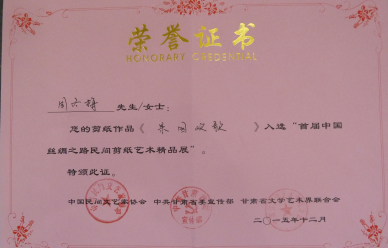 荣誉证书
HONORARY CREDENTIAL
周冬梅 先生/女士：
您的剪纸作品《 》入选“首届中国
丝绸之路民间剪纸艺术精品展”。
特颁此证。
中国民间文艺家协会 中共甘肃省委宣传部 甘肃省文学艺术界联合会
二〇一五年十二月